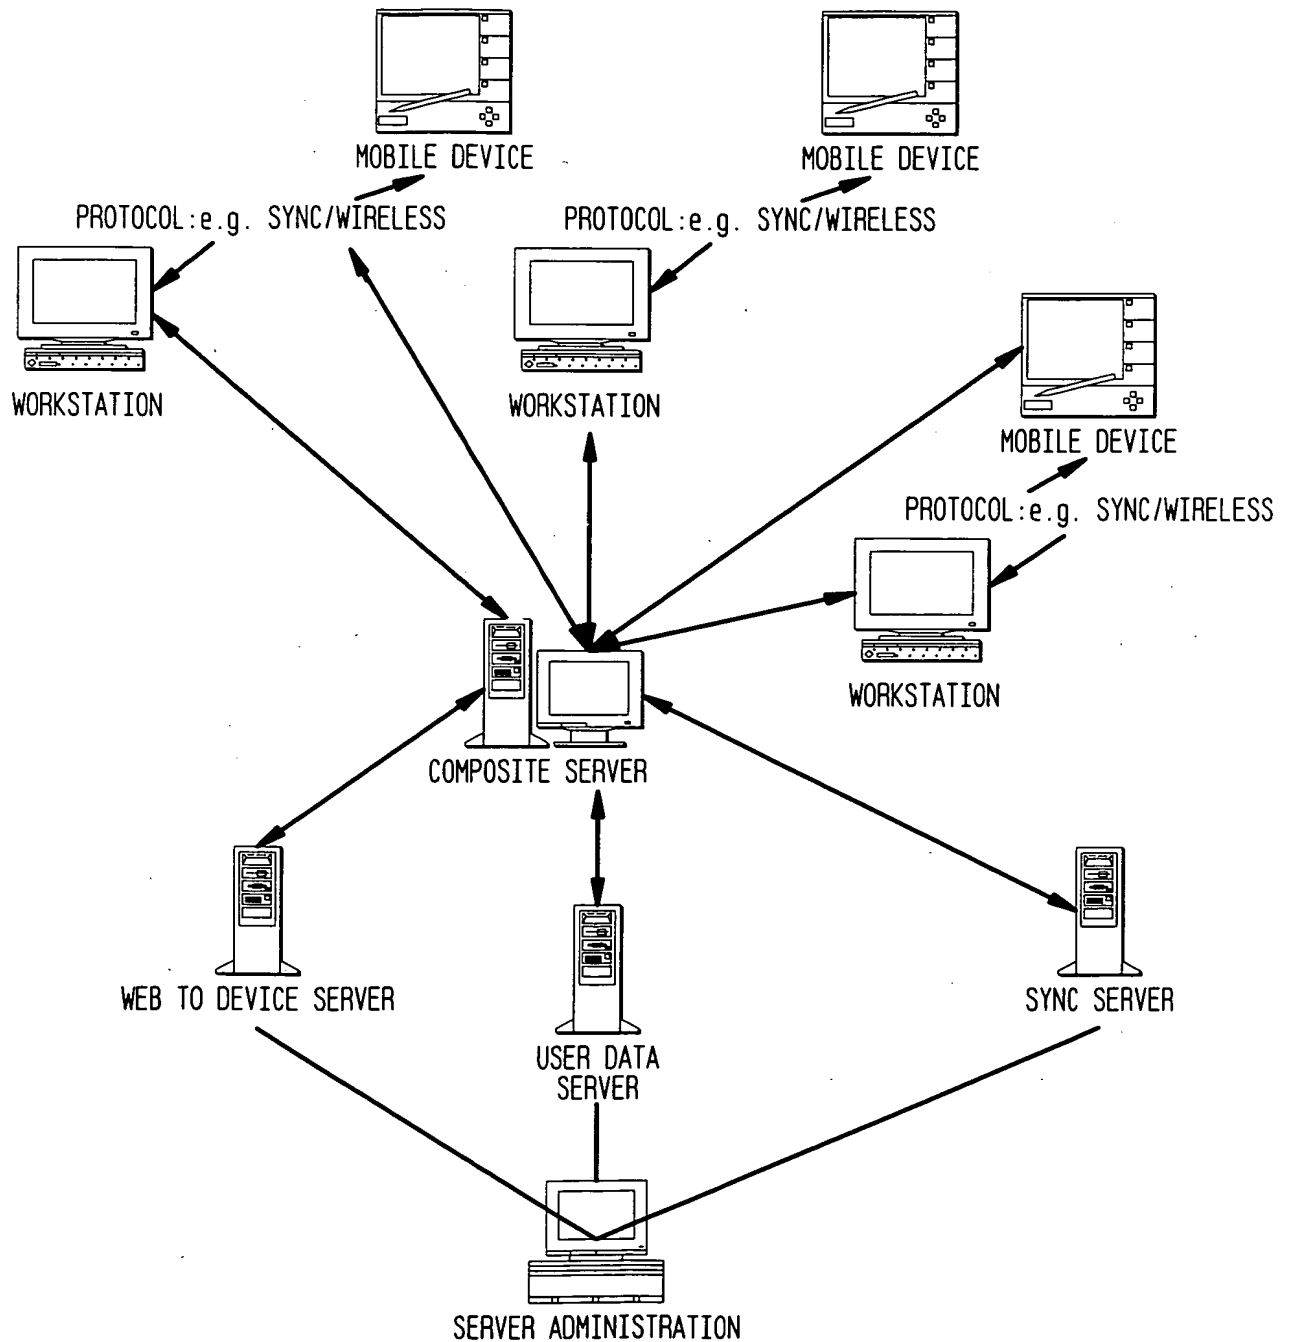 MOBILE DEVICE
MOBILE DEVICE
PROTOCOL:e.g. SYNC/WIRELESS
PROTOCOL:e.g. SYNC/WIRELESS
WORKSTATION
WORKSTATION
MOBILE DEVICE
PROTOCOL:e.g. SYNC/WIRELESS
WORKSTATION
COMPOSITE SERVER
WEB TO DEVICE SERVER
SYNC SERVER
USER DATA
SERVER
SERVER ADMINISTRATION